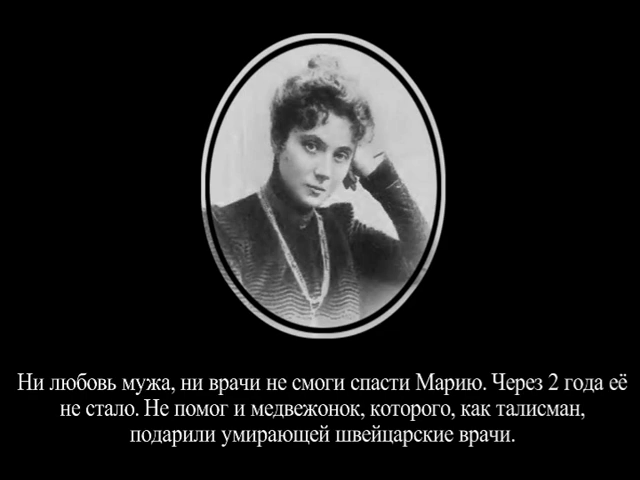 Ни любовь мужа, ни врачи не смоги спасти Марию. Через 2 года её
не стало. Не помог и медвежонок, которого, как талисман,
подарили умирающей швейцарские врачи.